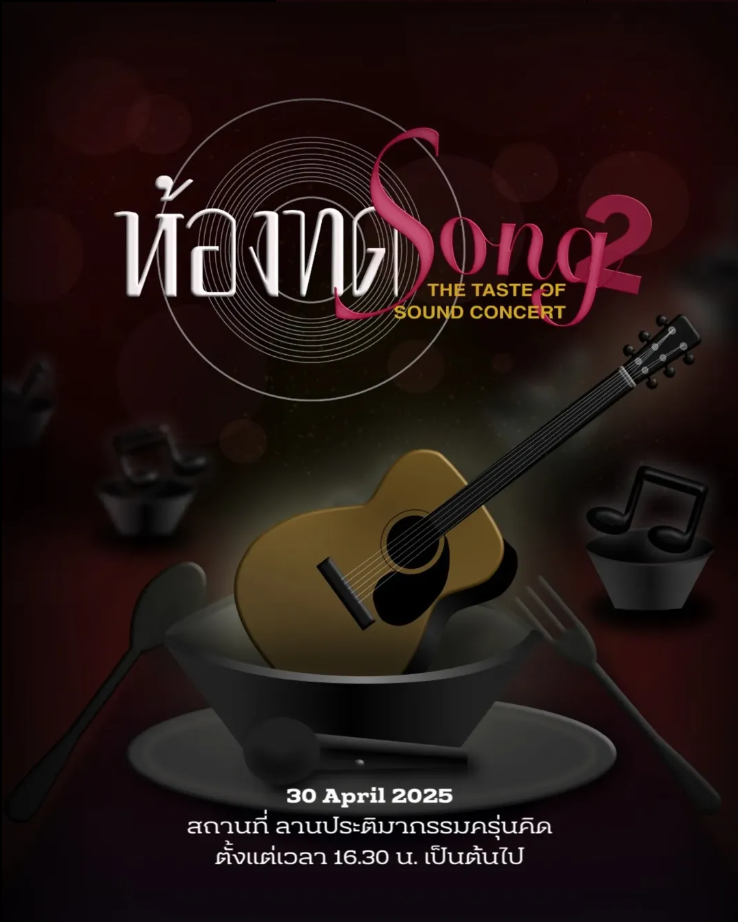 ห้องทดSong2
THE TASTE OF
SOUND CONCERT
30 April 2025
สถานที่ ลานประติมากรรมครุ่นคิด
ตั้งแต่เวลา 16.30 น. เป็นต้นไป